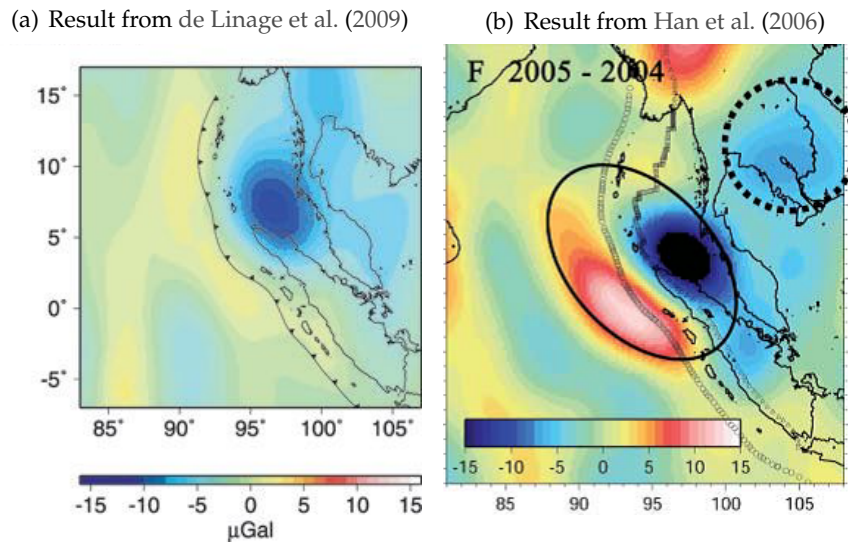 (a) Result from de Linage et al. (2009)
15°
10°
5°
0°
-5°
85° 90° 95° 100° 105°
-15 -10 -5 0 5 10 15
µGal
(b) Result from Han et al. (2006)
F 2005 - 2004
-15 -10 -5 0 5 10 15
85 90 95 100 105